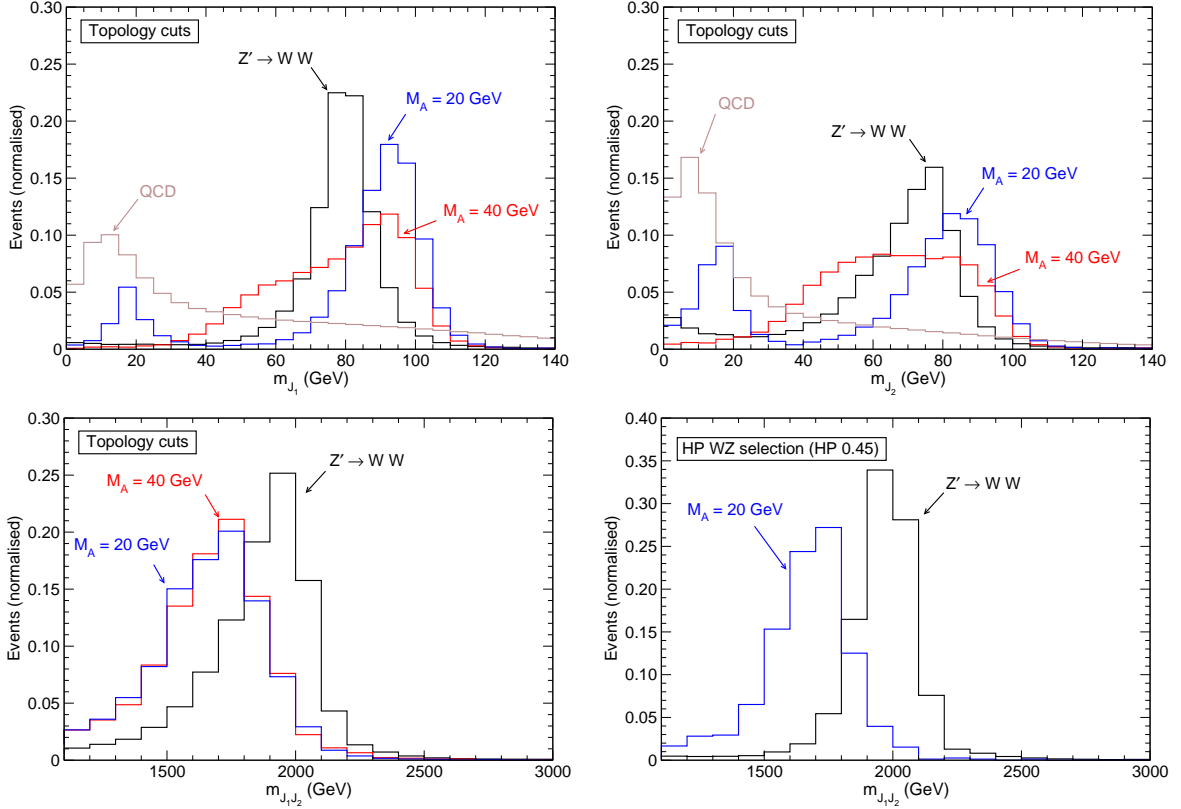 Topology cuts
Z′ → W W
M_A = 20 GeV
QCD
M_A = 40 GeV
Events (normalised)
0.30
0.25
0.20
0.15
0.10
0.05
0
0 20 40 60 80 100 120 140
m_J₁ (GeV)
Topology cuts
QCD
Z′ → W W
M_A = 20 GeV
M_A = 40 GeV
Events (normalised)
0.30
0.25
0.20
0.15
0.10
0.05
0
0 20 40 60 80 100 120 140
m_J₂ (GeV)
Topology cuts
Z′ → W W
M_A = 40 GeV
M_A = 20 GeV
Events (normalised)
0.30
0.25
0.20
0.15
0.10
0.05
0
1500 2000 2500 3000
m_J₁J₂ (GeV)
HP WZ selection (HP 0.45)
Z′ → W W
M_A = 20 GeV
Events (normalised)
0.40
0.35
0.30
0.25
0.20
0.15
0.10
0.05
0
1500 2000 2500 3000
m_J₁J₂ (GeV)